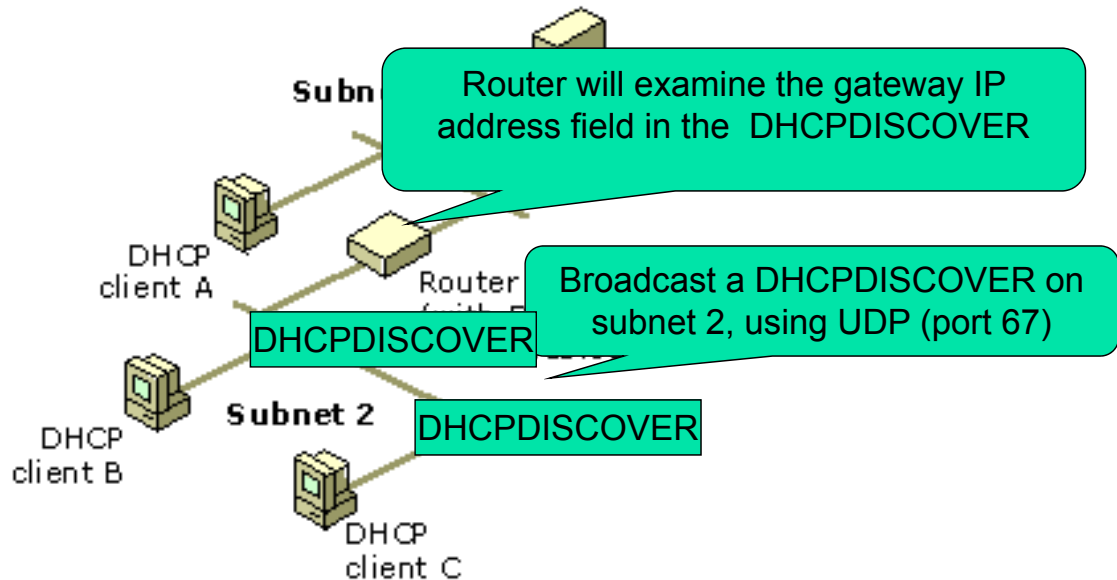 Router will examine the gateway IP
address field in the DHCPDISCOVER
Subn
DHCP
client A
Router
Broadcast a DHCPDISCOVER on
subnet 2, using UDP (port 67)
DHCPDISCOVER
DHCP
client B
Subnet 2
DHCPDISCOVER
DHCP
client C